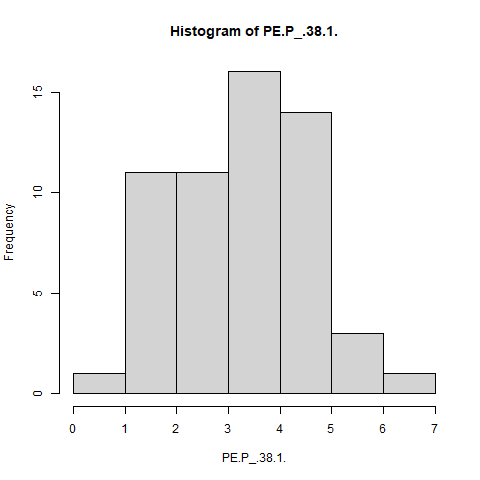 Histogram of PE.P_.38.1.
15
10
5
0
Frequency
0 1 2 3 4 5 6 7
PE.P_.38.1.